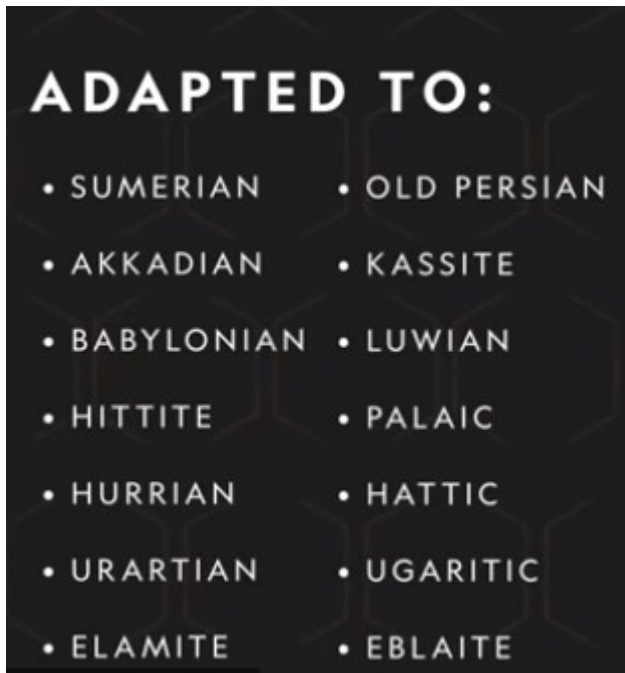 ADAPTED TO:
• SUMERIAN
• AKKADIAN
• BABYLONIAN
• HITTITE
• HURRIAN
• URARTIAN
• ELAMITE
• OLD PERSIAN
• KASSITE
• LUWIAN
• PALAIC
• HATTIC
• UGARITIC
• EBLAITE